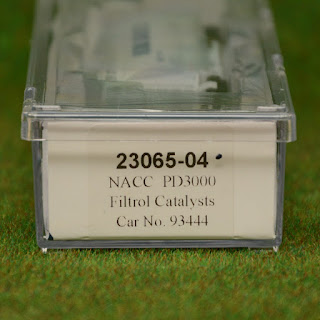 23065-04
NACC PD3000
Filtrol Catalysts
Car No. 93444